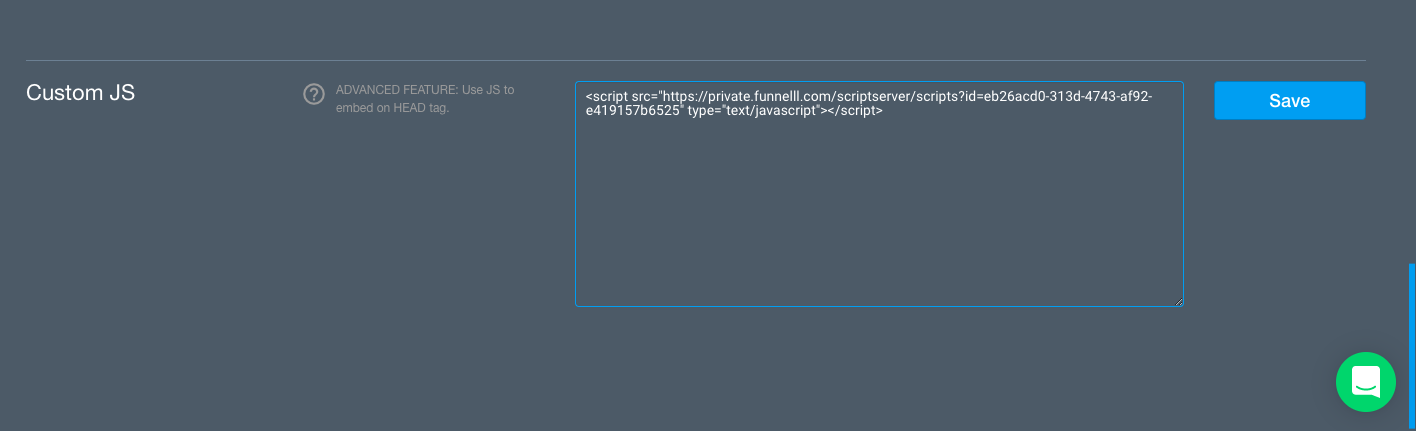 Custom JS
ADVANCED FEATURE: Use JS to
embed on HEAD tag.
<script src="https://private.funnelll.com/scriptserver/scripts?id=eb26acd0-313d-4743-af92-
e419157b6525" type="text/javascript"></script>
Save